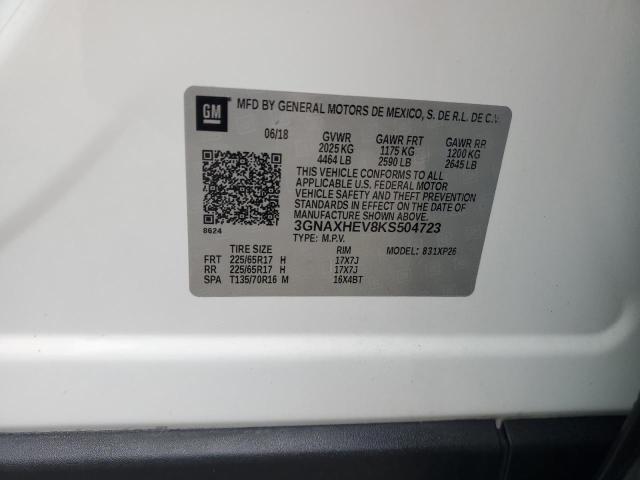 GM
MFD BY GENERAL MOTORS DE MEXICO, S. DE R.L. DE C.V.
06/18 GVWR GAWR FRT GAWR RR
2025 KG 1175 KG 1200 KG
4464 LB 2590 LB 2645 LB
THIS VEHICLE CONFORMS TO ALL
APPLICABLE U.S. FEDERAL MOTOR
VEHICLE SAFETY AND THEFT PREVENTION
STANDARDS IN EFFECT ON THE DATE
OF MANUFACTURE SHOWN ABOVE.
8624 3GNAXHEV8KS504723
TYPE: M.P.V.
TIRE SIZE RIM MODEL: 831XP26
FRT 225/65R17 H 17X7J
RR 225/65R17 H 17X7J
SPA T135/70R16 M 16X4BT